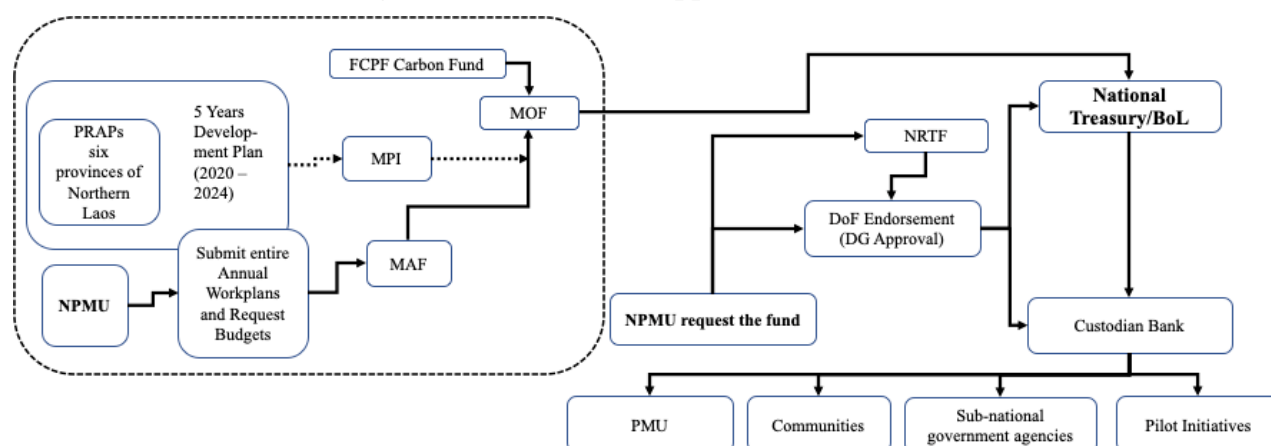 FCPF Carbon Fund
MOF
5 Years
Develop-
ment Plan
(2020 –
2024)
PRAPs
six
provinces of
Northern
Laos
MPI
NPMU
Submit entire
Annual
Workplans
and Request
Budgets
MAF
National
Treasury/BoL
NRTF
DoF Endorsement
(DG Approval)
NPMU request the fund
Custodian Bank
PMU
Communities
Sub-national
government agencies
Pilot Initiatives